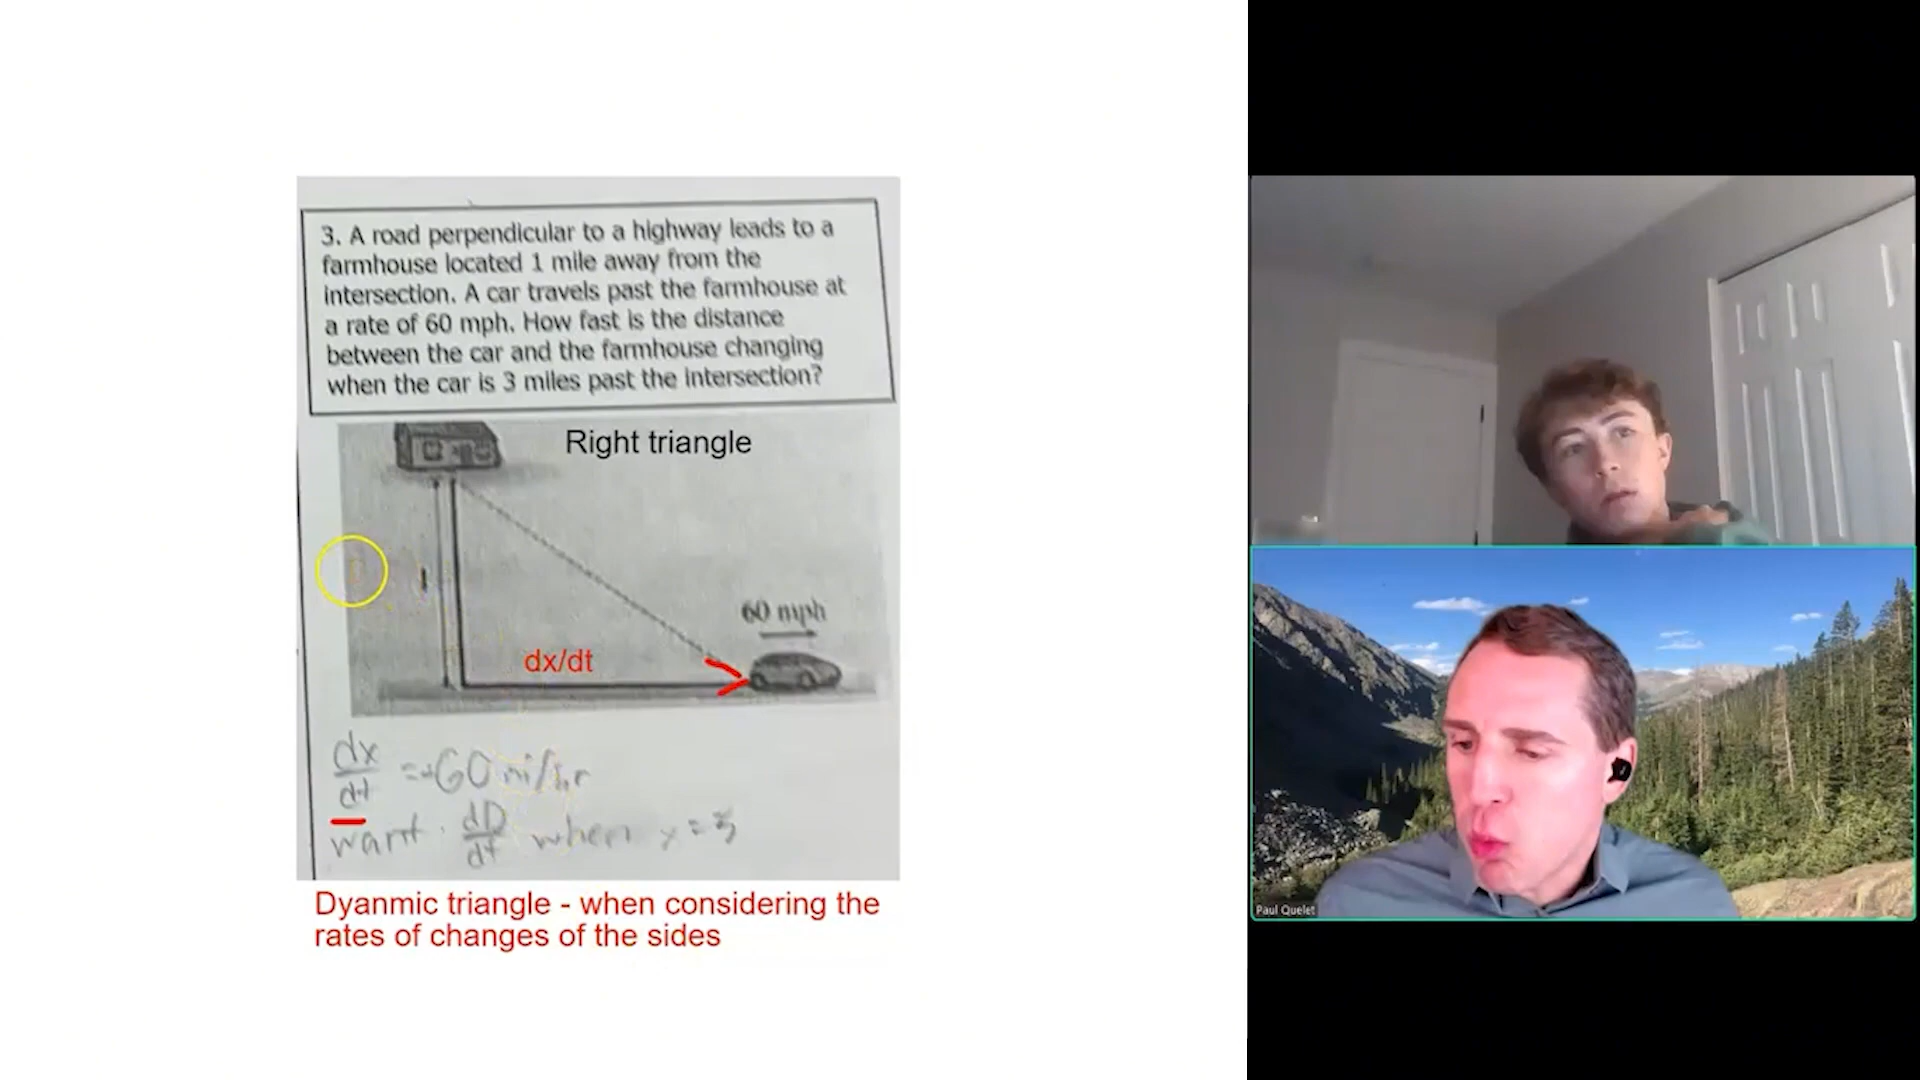 3. A road perpendicular to a highway leads to a
farmhouse located 1 mile away from the
intersection. A car travels past the farmhouse at
a rate of 60 mph. How fast is the distance
between the car and the farmhouse changing
when the car is 3 miles past the intersection?
Right triangle
1
60 mph
dx/dt
dx/dt = +60 mi/hr
want: dD/dt when x = 3
Dyanmic triangle - when considering the
rates of changes of the sides
Paul Quelet